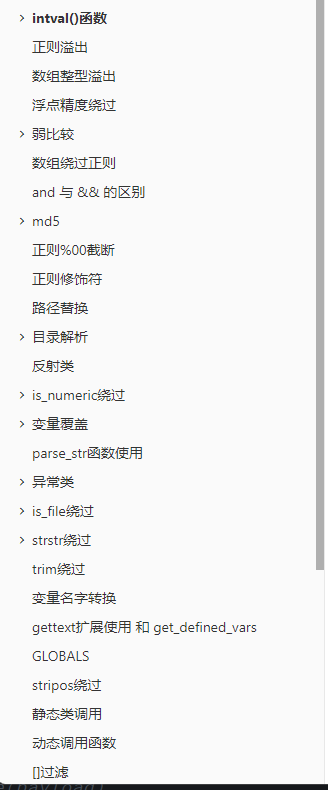 intval()函数
正则溢出
数组整型溢出
浮点精度绕过
弱比较
数组绕过正则
and 与 && 的区别
md5
正则%00截断
正则修饰符
路径替换
目录解析
反射类
is_numeric绕过
变量覆盖
parse_str函数使用
异常类
is_file绕过
strstr绕过
trim绕过
变量名字转换
gettext扩展使用 和 get_defined_vars
GLOBALS
stripos绕过
静态类调用
动态调用函数
[]过滤